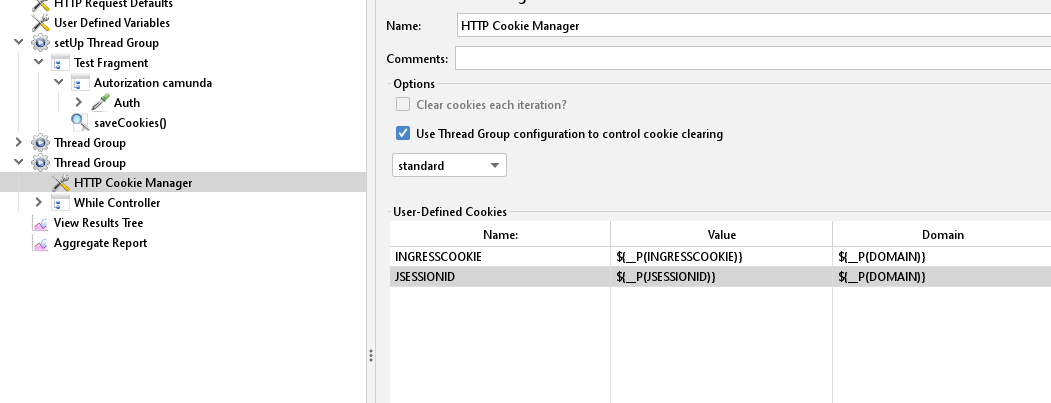 HTTP Request Defaults
User Defined Variables
setUp Thread Group
Test Fragment
Autorization camunda
Auth
saveCookies()
Thread Group
Thread Group
HTTP Cookie Manager
While Controller
View Results Tree
Aggregate Report
Name: HTTP Cookie Manager
Comments:
Options
Clear cookies each iteration?
Use Thread Group configuration to control cookie clearing
standard
User-Defined Cookies
Name: Value Domain
INGRESSCOOKIE ${__P(INGRESSCOOKIE)} ${__P(DOMAIN)}
JSESSIONID ${__P(JSESSIONID)} ${__P(DOMAIN)}